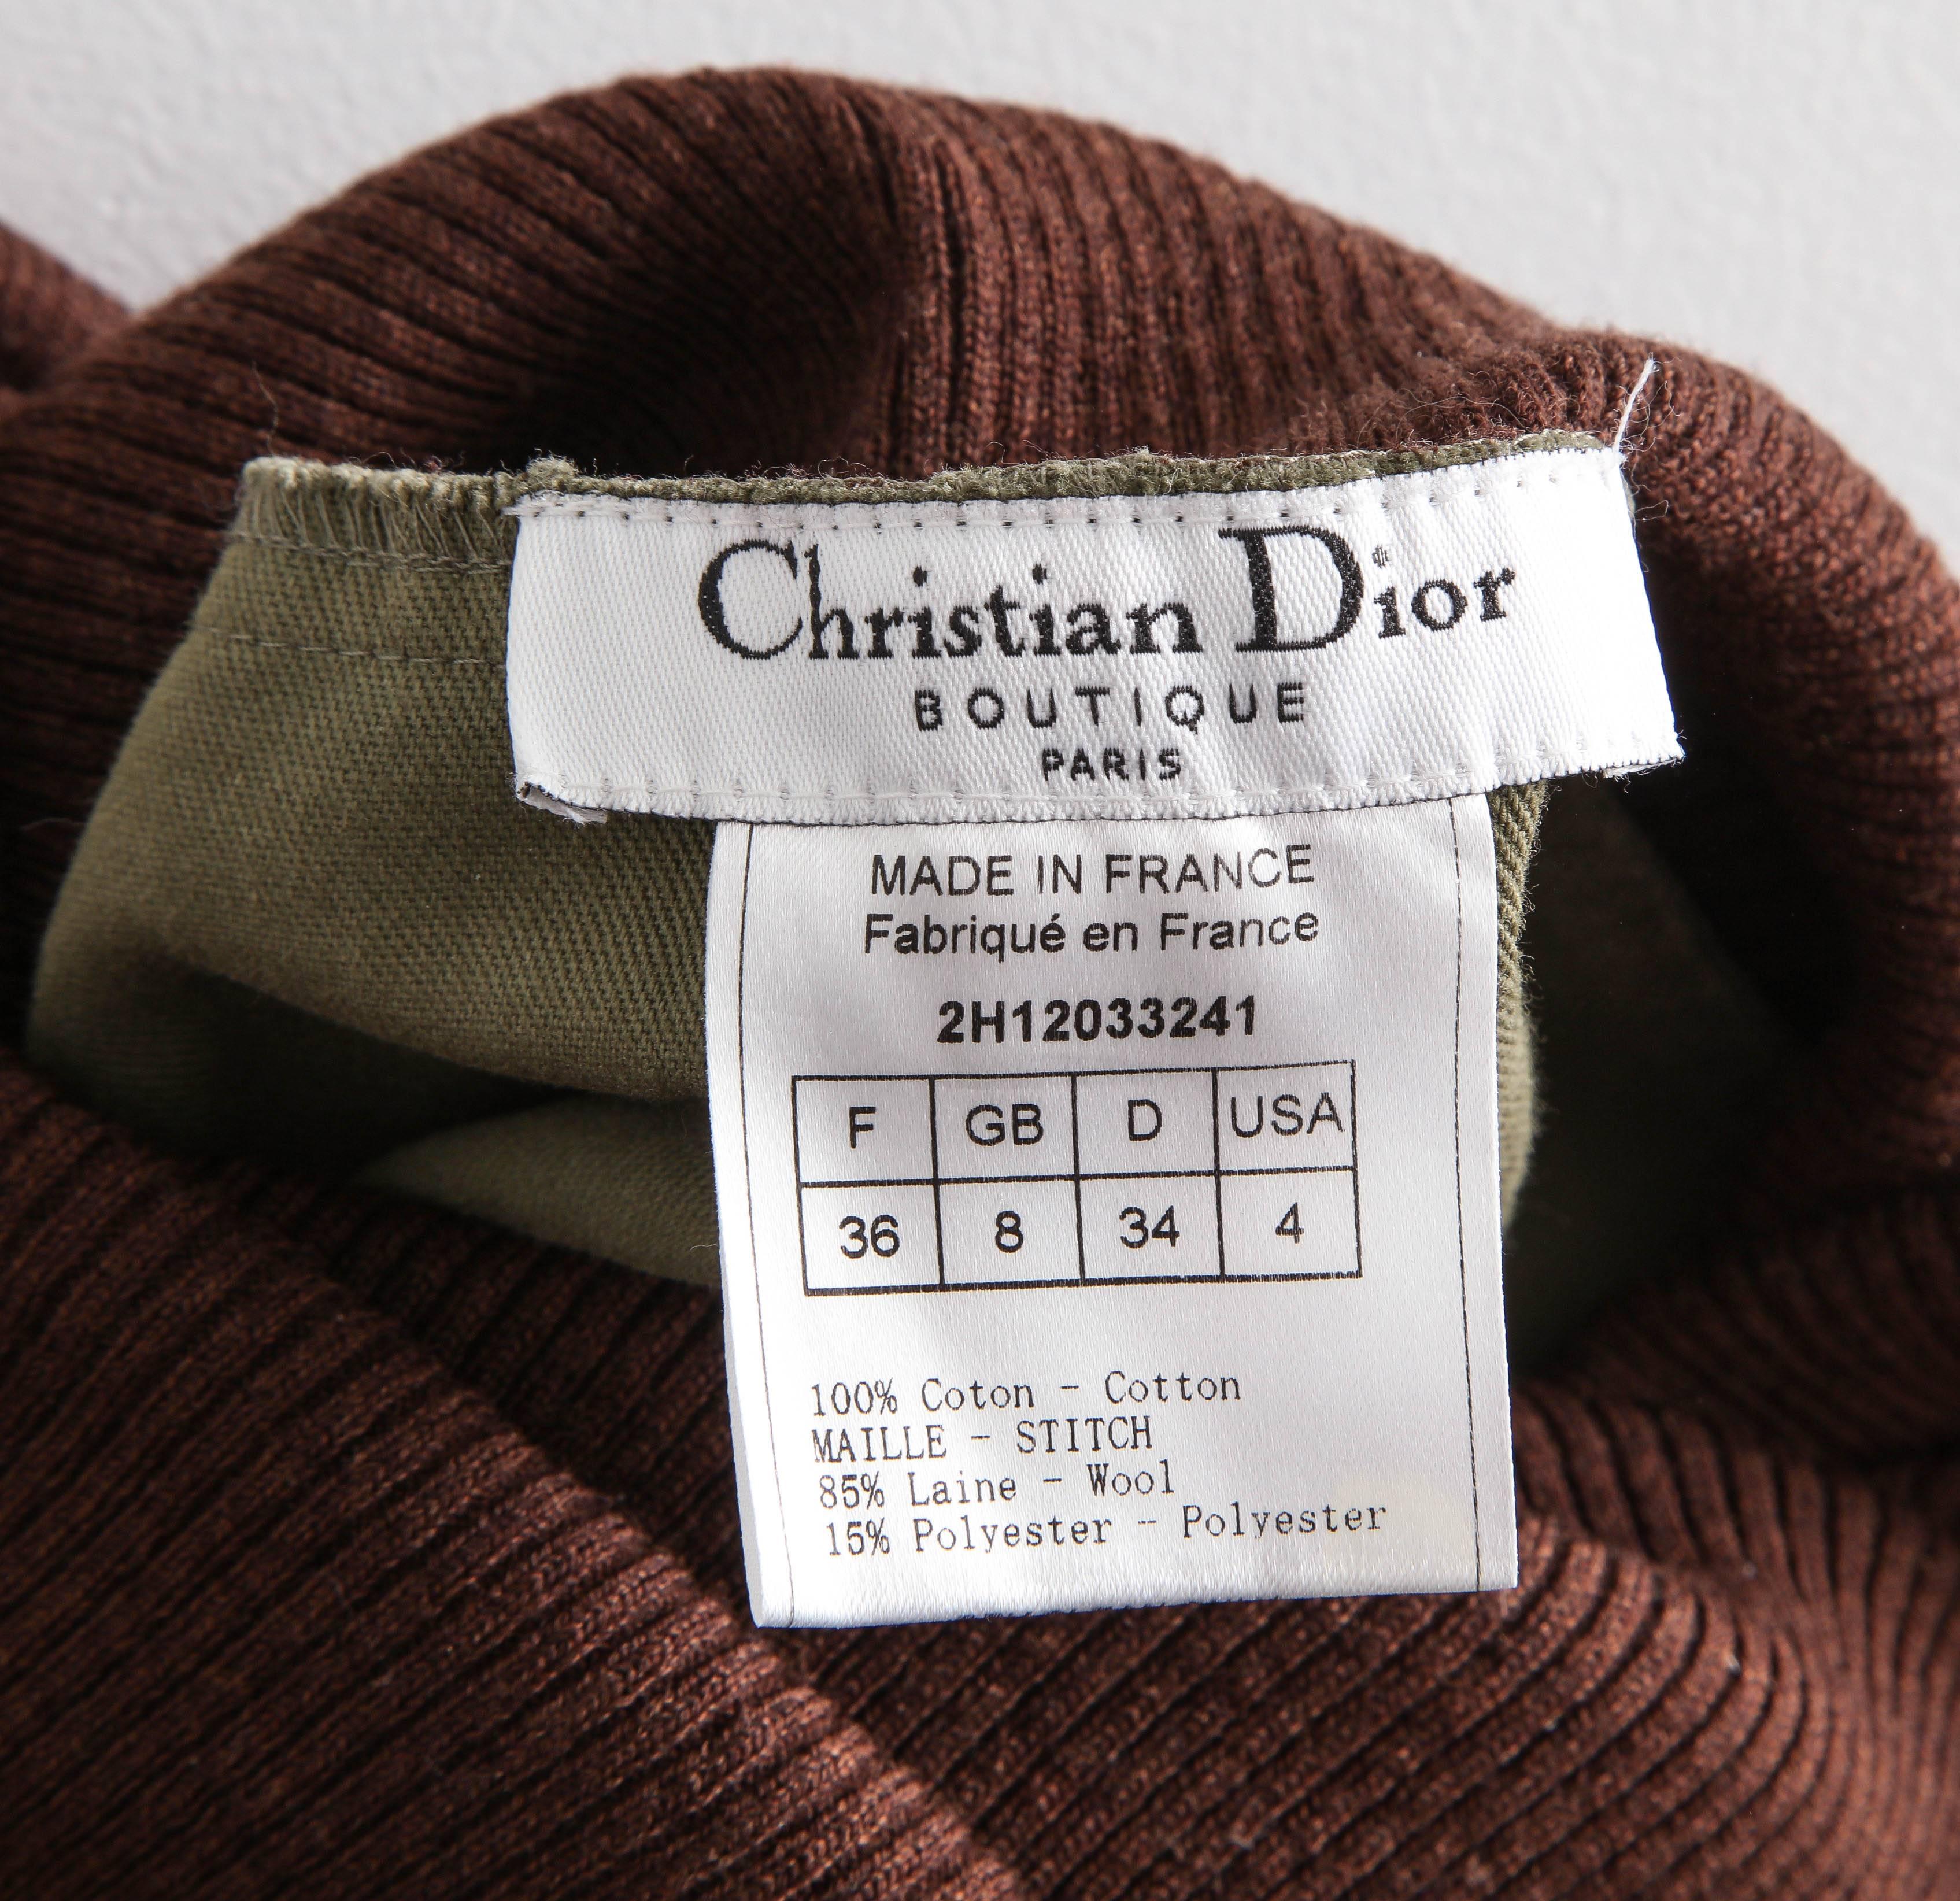 Christian Dior
BOUTIQUE
PARIS
MADE IN FRANCE
Fabriqué en France
2H12033241
F GB D USA
36 8 34 4
100% Coton - Cotton
MAILLE - STITCH
85% Laine - Wool
15% Polyester - Polyester